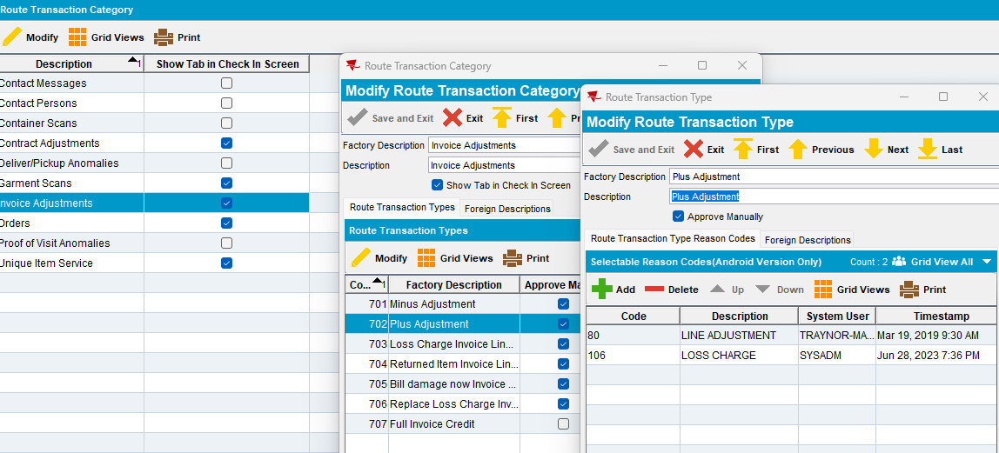 Route Transaction Category
Modify Grid Views Print
Description 1 Show Tab in Check In Screen
Contact Messages
Contact Persons
Container Scans
Contract Adjustments
Deliver/Pickup Anomalies
Garment Scans
Invoice Adjustments
Orders
Proof of Visit Anomalies
Unique Item Service
Route Transaction Category
Modify Route Transaction Category
Save and Exit Exit First Pr
Factory Description Invoice Adjustments
Description Invoice Adjustments
Show Tab in Check In Screen
Route Transaction Types Foreign Descriptions
Route Transaction Types
Modify Grid Views Print
Co... 1 Factory Description Approve Ma
701 Minus Adjustment
702 Plus Adjustment
703 Loss Charge Invoice Lin...
704 Returned Item Invoice Lin...
705 Bill damage now Invoice ...
706 Replace Loss Charge Inv...
707 Full Invoice Credit
Route Transaction Type
Modify Route Transaction Type
Save and Exit Exit First Previous Next Last
Factory Description Plus Adjustment
Description Plus Adjustment
Approve Manually
Route Transaction Type Reason Codes Foreign Descriptions
Selectable Reason Codes(Android Version Only) Count : 2 Grid View All
Add Delete Up Down Grid Views Print
Code Description System User Timestamp
80 LINE ADJUSTMENT TRAYNOR-MA... Mar 19, 2019 9:30 AM
106 LOSS CHARGE SYSADM Jun 28, 2023 7:36 PM